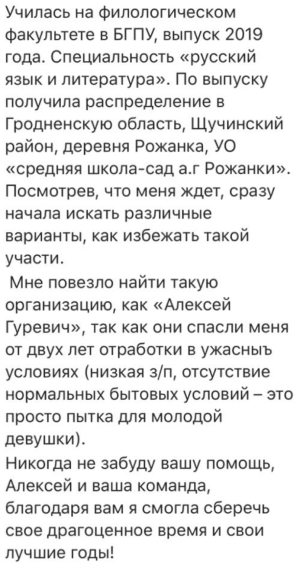 Училась на филологическом
факультете в БГПУ, выпуск 2019
года. Специальность «русский
язык и литература». По выпуску
получила распределение в
Гродненскую область, Щучинский
район, деревня Рожанка, УО
«средняя школа-сад а.г Рожанки».
Посмотрев, что меня ждет, сразу
начала искать различные
варианты, как избежать такой
участи.
Мне повезло найти такую
организацию, как «Алексей
Гуревич», так как они спасли меня
от двух лет отработки в ужасныъ
условиях (низкая з/п, отсутствие
нормальных бытовых условий – это
просто пытка для молодой
девушки).
Никогда не забуду вашу помощь,
Алексей и ваша команда,
благодаря вам я смогла сберечь
свое драгоценное время и свои
лучшие годы!